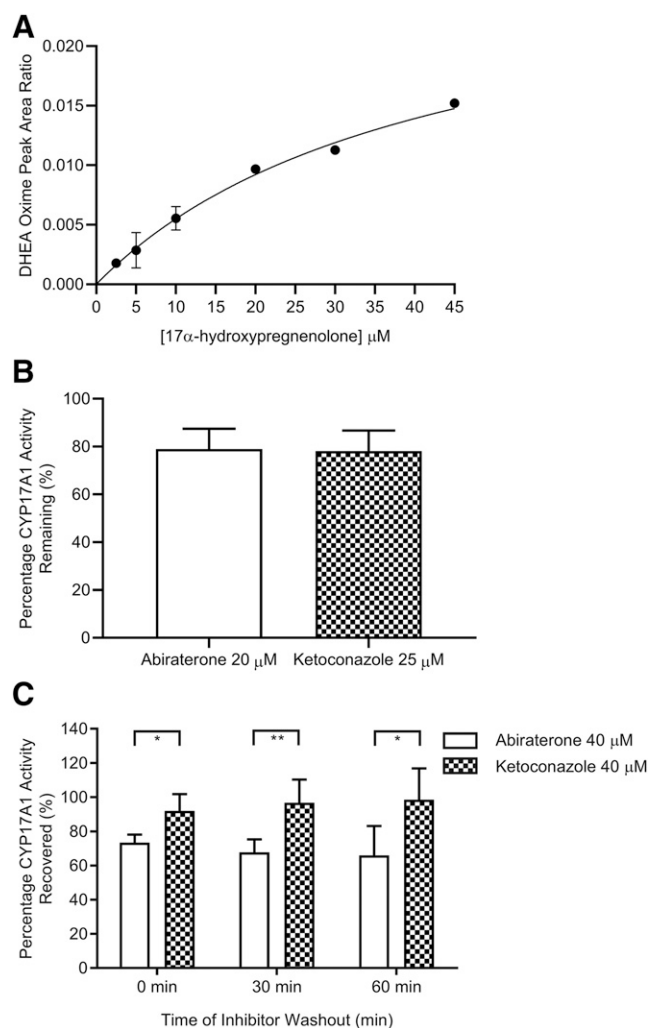 A
DHEA Oxime Peak Area Ratio
0.020
0.015
0.010
0.005
0.000
0 5 10 15 20 25 30 35 40 45
[17α-hydroxypregnenolone] μM
B
Percentage CYP17A1 Activity
Remaining (%)
100
80
60
40
20
0
Abiraterone 20 μM Ketoconazole 25 μM
C
Percentage CYP17A1 Activity
Recovered (%)
140
120
100
80
60
40
20
0
* ** *
Abiraterone 40 μM
Ketoconazole 40 μM
0 min 30 min 60 min
Time of Inhibitor Washout (min)